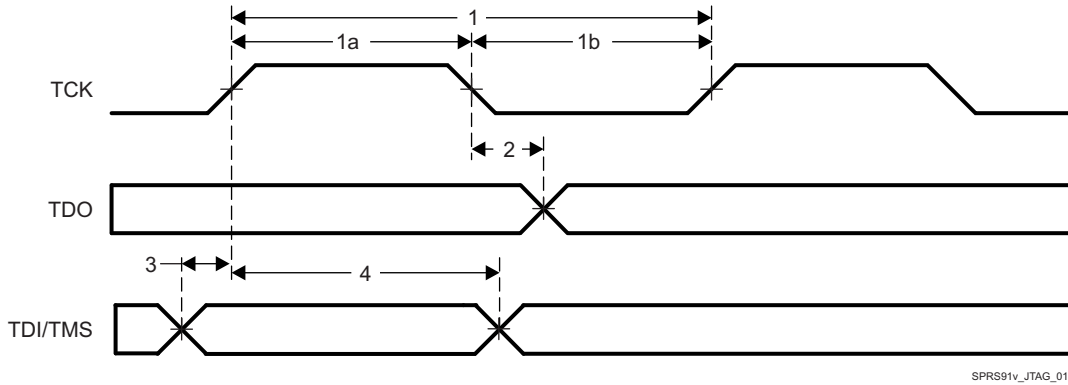 1
1a
1b
TCK
2
TDO
3
4
TDI/TMS
SPRS91v_JTAG_01